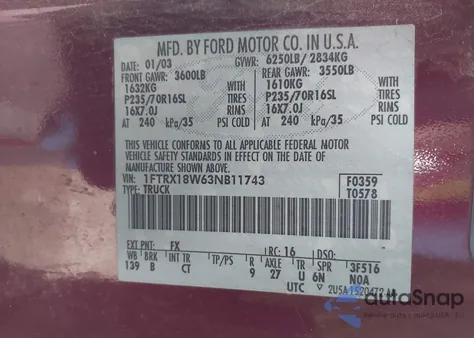 MFD. BY FORD MOTOR CO. IN U.S.A.
DATE: 01/03 GVWR: 6250LB/ 2834KG
FRONT GAWR: 3600LB REAR GAWR: 3550LB
1632KG WITH 1610KG WITH
P235/70R16SL TIRES P235/70R16SL TIRES
16X7.0J RIMS 16X7.0J RIMS
AT 240 kPa/35 PSI COLD AT 240 kPa/35 PSI COLD
THIS VEHICLE CONFORMS TO ALL APPLICABLE FEDERAL MOTOR
VEHICLE SAFETY STANDARDS IN EFFECT ON THE DATE OF
MANUFACTURE SHOWN ABOVE.
VIN: 1FTRX18W63NB11743 F0359
TYPE: TRUCK T0578
EXT PNT: FX RC: 16 DSO:
WB BRK INT TR TP/PS R AXLE TR SPR 3F516
139 B CT 9 27 U 6N N0A
UTC
autoSnap